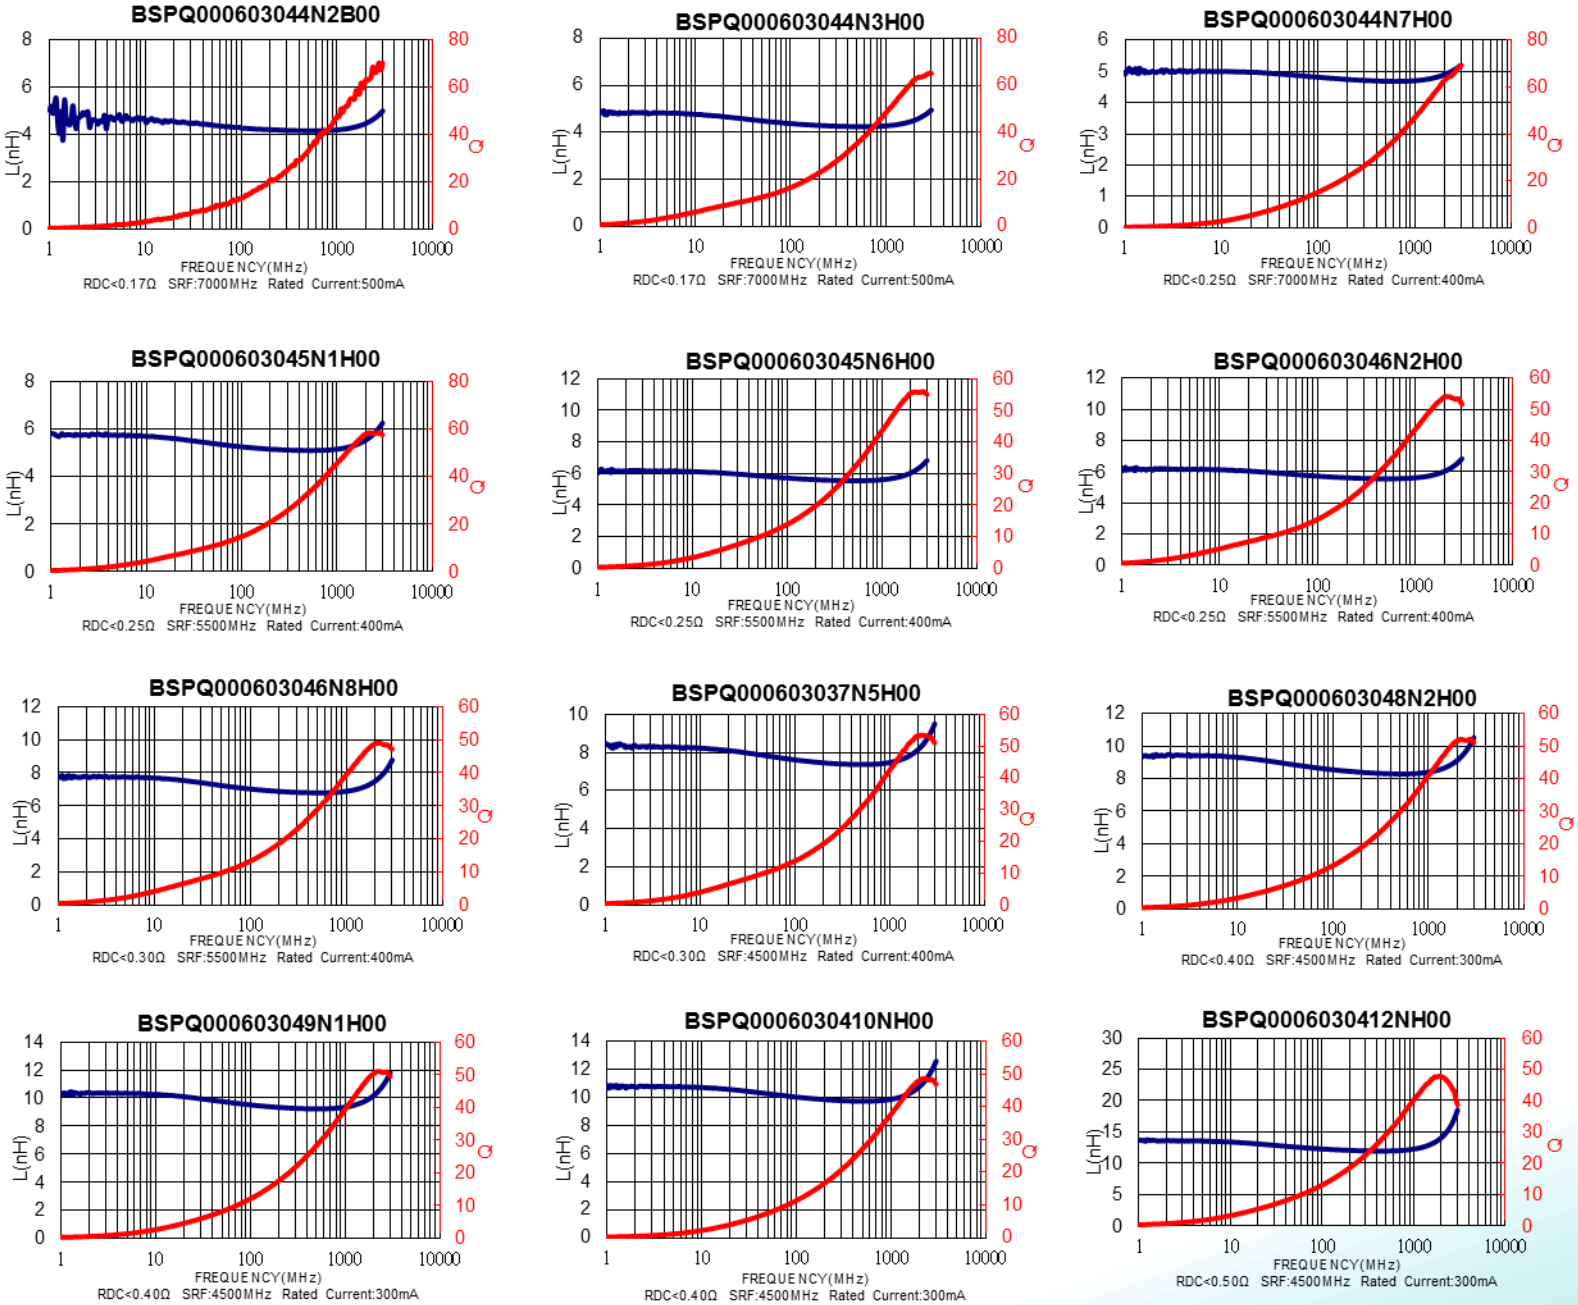 BSPQ000603044N2B00
8 80
6 60
4 40
2 20
0 0
L(nH) Q
1 10 100 1000 10000
FREQUENCY(MHz)
RDC<0.17Ω SRF:7000MHz Rated Current:500mA
BSPQ000603044N3H00
8 80
6 60
4 40
2 20
0 0
L(nH) Q
1 10 100 1000 10000
FREQUENCY(MHz)
RDC<0.17Ω SRF:7000MHz Rated Current:500mA
BSPQ000603044N7H00
6 80
5 60
4
3 40
2 20
1
0 0
L(nH) Q
1 10 100 1000 10000
FREQUENCY(MHz)
RDC<0.25Ω SRF:7000MHz Rated Current:400mA
BSPQ000603045N1H00
8 80
6 60
4 40
2 20
0 0
L(nH) Q
1 10 100 1000 10000
FREQUENCY(MHz)
RDC<0.25Ω SRF:5500MHz Rated Current:400mA
BSPQ000603045N6H00
12 60
10 50
8 40
6 30
4 20
2 10
0 0
L(nH) Q
1 10 100 1000 10000
FREQUENCY(MHz)
RDC<0.25Ω SRF:5500MHz Rated Current:400mA
BSPQ000603046N2H00
12 60
10 50
8 40
6 30
4 20
2 10
0 0
L(nH) Q
1 10 100 1000 10000
FREQUENCY(MHz)
RDC<0.25Ω SRF:5500MHz Rated Current:400mA
BSPQ000603046N8H00
12 60
10 50
8 40
6 30
4 20
2 10
0 0
L(nH) Q
1 10 100 1000 10000
FREQUENCY(MHz)
RDC<0.30Ω SRF:5500MHz Rated Current:400mA
BSPQ000603037N5H00
10 60
8 50
6 40
4 30
2 20
0 10
0
L(nH) Q
1 10 100 1000 10000
FREQUENCY(MHz)
RDC<0.30Ω SRF:4500MHz Rated Current:400mA
BSPQ000603048N2H00
12 60
10 50
8 40
6 30
4 20
2 10
0 0
L(nH) Q
1 10 100 1000 10000
FREQUENCY(MHz)
RDC<0.40Ω SRF:4500MHz Rated Current:300mA
BSPQ000603049N1H00
14 60
12 50
10 40
8 30
6 20
4 10
2 0
0
L(nH) Q
1 10 100 1000 10000
FREQUENCY(MHz)
RDC<0.40Ω SRF:4500MHz Rated Current:300mA
BSPQ0006030410NH00
14 60
12 50
10 40
8 30
6 20
4 10
2 0
0
L(nH) Q
1 10 100 1000 10000
FREQUENCY(MHz)
RDC<0.40Ω SRF:4500MHz Rated Current:300mA
BSPQ0006030412NH00
30 60
25 50
20 40
15 30
10 20
5 10
0 0
L(nH) Q
1 10 100 1000 10000
FREQUENCY(MHz)
RDC<0.50Ω SRF:4500MHz Rated Current:300mA